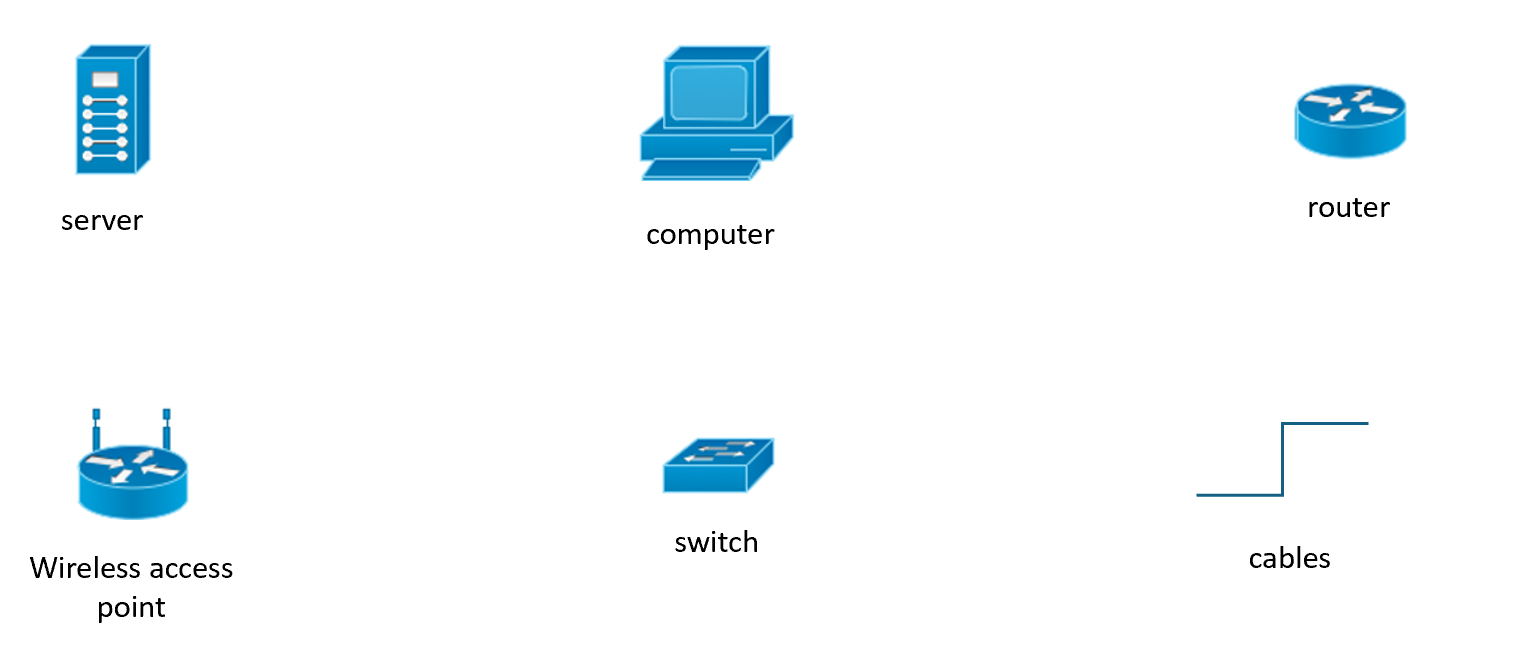 server
computer
router
Wireless access
point
switch
cables